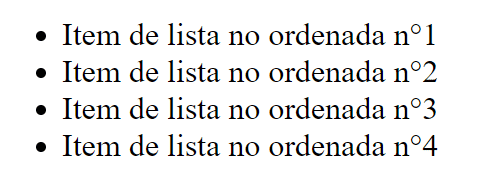 • Item de lista no ordenada n°1
• Item de lista no ordenada n°2
• Item de lista no ordenada n°3
• Item de lista no ordenada n°4